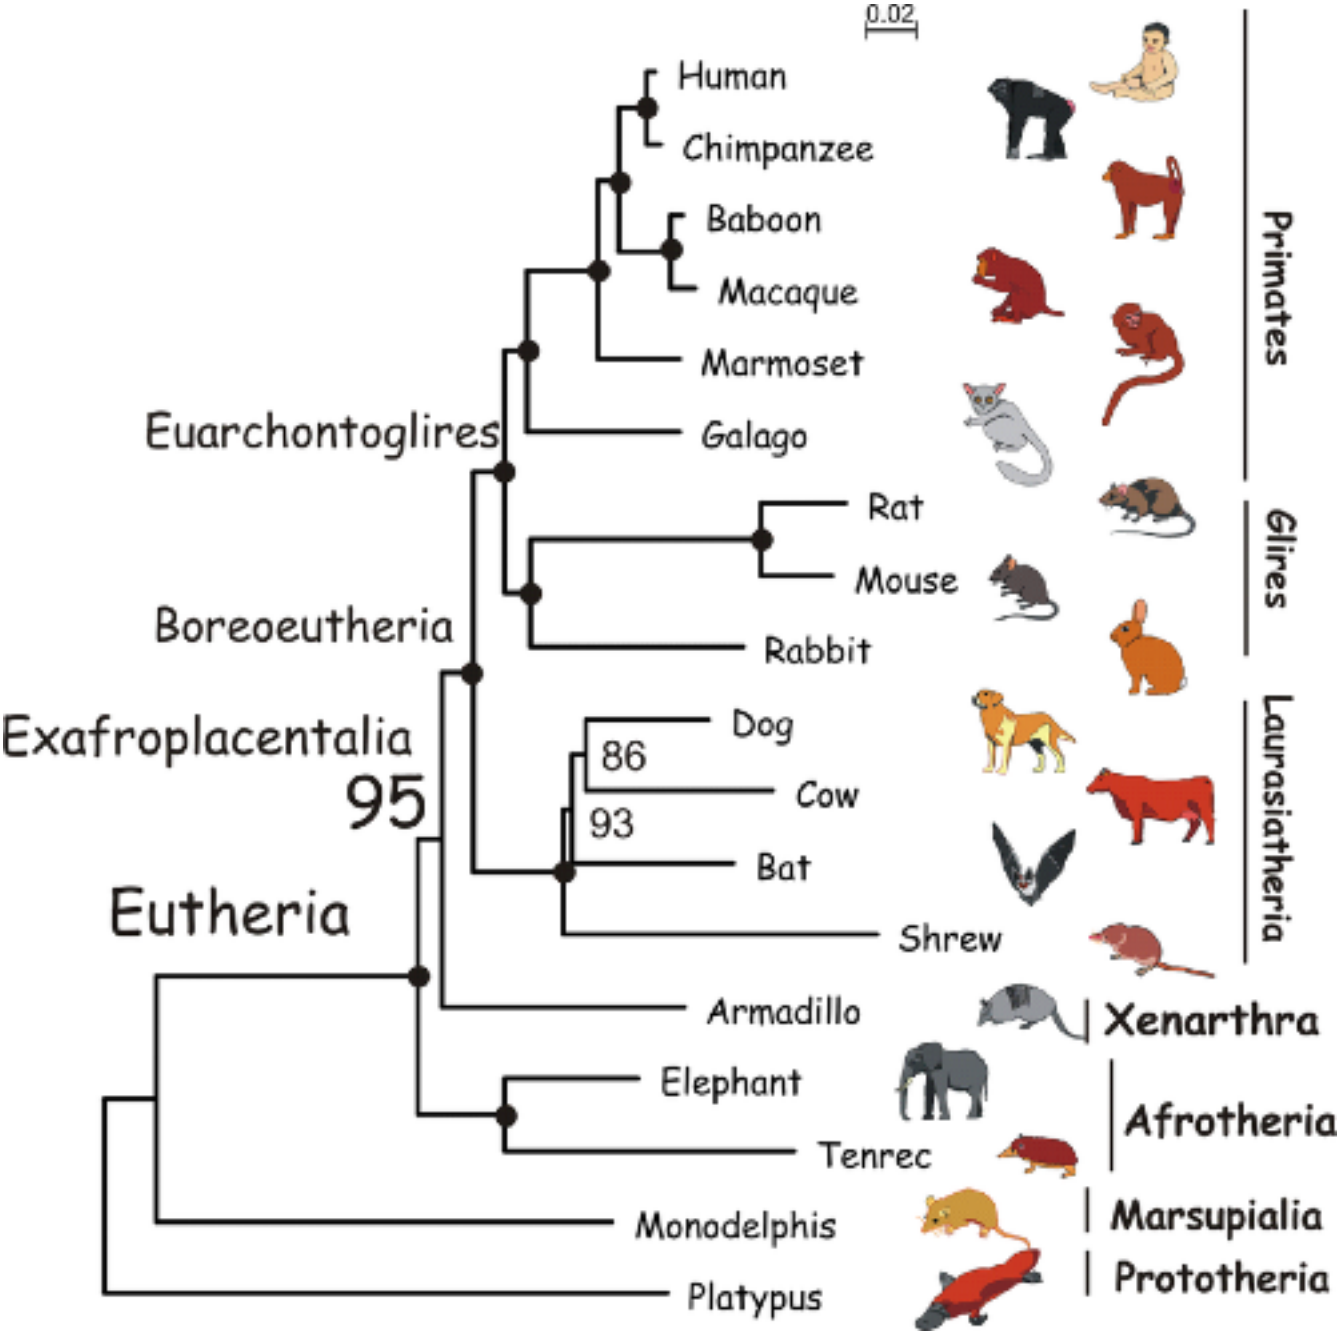 0.02
Human
Chimpanzee
Baboon
Macaque
Primates
Marmoset
Euarchontoglires
Galago
Rat
Glires
Mouse
Boreoeutheria
Rabbit
Exafroplacentalia
Dog
86
95
Cow
Laurasiatheria
93
Bat
Eutheria
Shrew
Armadillo
Xenarthra
Elephant
Afrotheria
Tenrec
Monodelphis
Marsupialia
Platypus
Prototheria